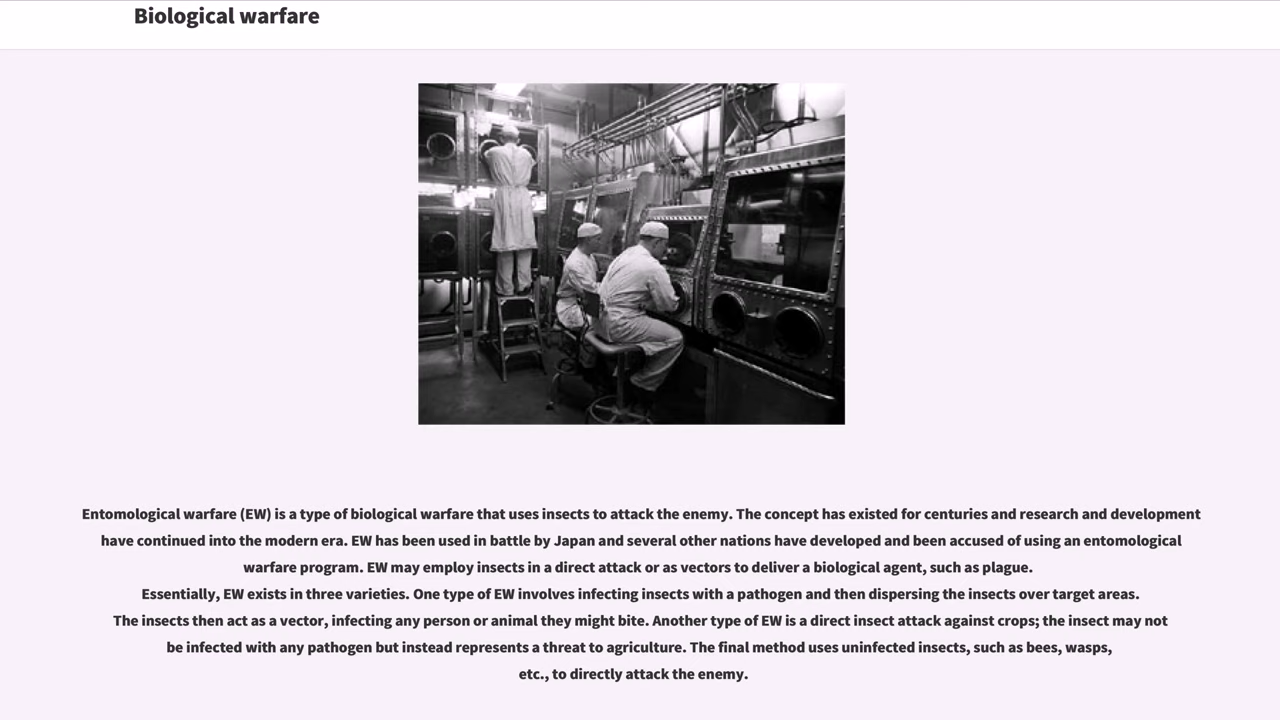 Biological warfare
Entomological warfare (EW) is a type of biological warfare that uses insects to attack the enemy. The concept has existed for centuries and research and development
have continued into the modern era. EW has been used in battle by Japan and several other nations have developed and been accused of using an entomological
warfare program. EW may employ insects in a direct attack or as vectors to deliver a biological agent, such as plague.
Essentially, EW exists in three varieties. One type of EW involves infecting insects with a pathogen and then dispersing the insects over target areas.
The insects then act as a vector, infecting any person or animal they might bite. Another type of EW is a direct insect attack against crops; the insect may not
be infected with any pathogen but instead represents a threat to agriculture. The final method uses uninfected insects, such as bees, wasps,
etc., to directly attack the enemy.